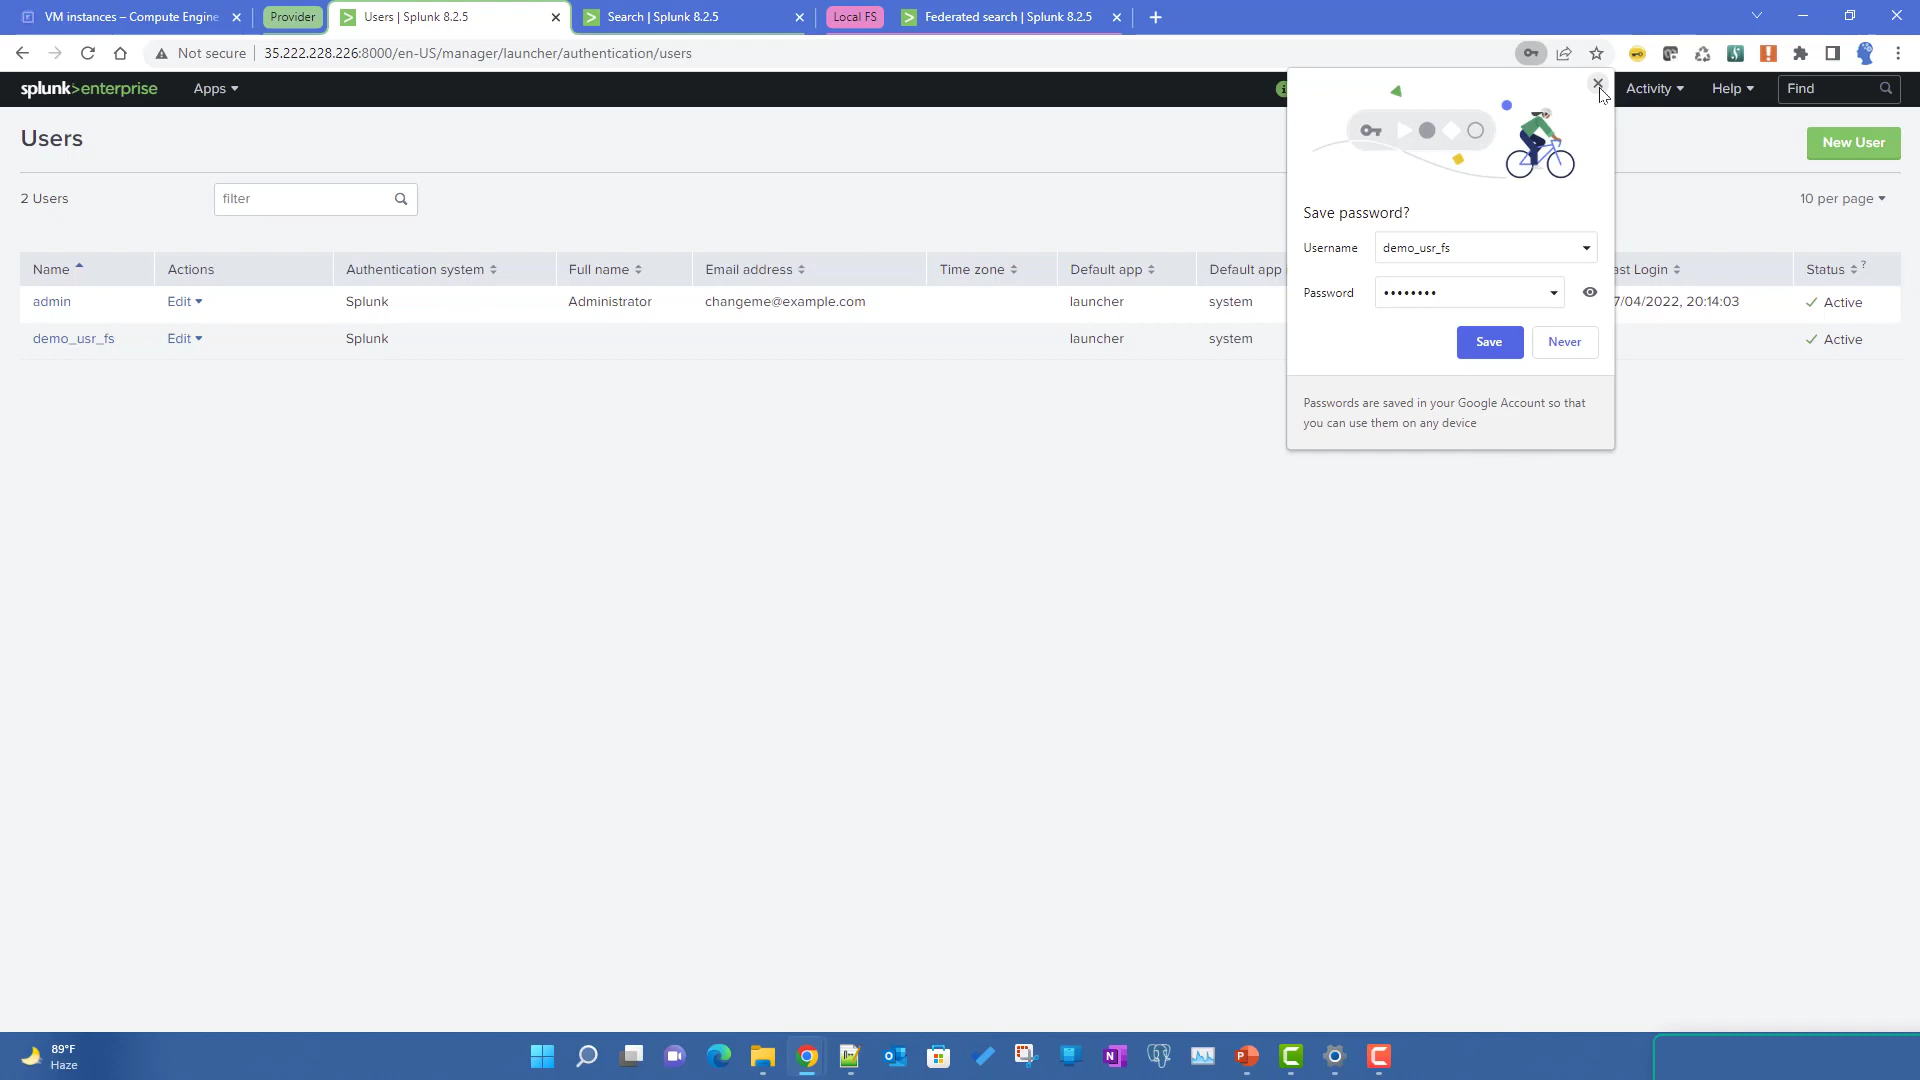 VM instances – Compute Engine
Provider
Users | Splunk 8.2.5
Search | Splunk 8.2.5
Local FS
Federated search | Splunk 8.2.5
Not secure
35.222.228.226:8000/en-US/manager/launcher/authentication/users
splunk>enterprise
Apps
Activity
Help
Find
Users
New User
2 Users
filter
10 per page
Name
Actions
Authentication system
Full name
Email address
Time zone
Default app
Default app
ast Login
Status
?
admin
Edit
Splunk
Administrator
changeme@example.com
launcher
system
7/04/2022, 20:14:03
Active
demo_usr_fs
Edit
Splunk
launcher
system
Active
Save password?
Username
demo_usr_fs
Password
••••••••
Save
Never
Passwords are saved in your Google Account so that
you can use them on any device
89°F
Haze